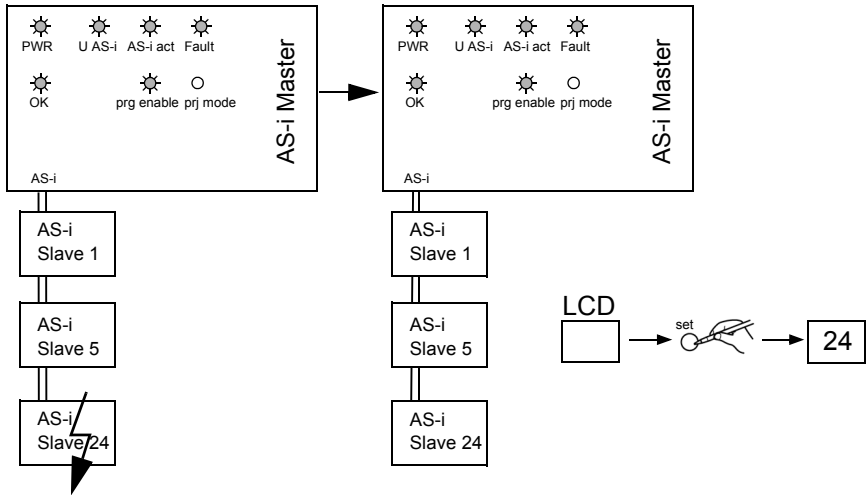 PWR U AS-i AS-i act Fault
OK prg enable prj mode
AS-i Master
AS-i
AS-i
Slave 1
AS-i
Slave 5
AS-i
Slave 24
PWR U AS-i AS-i act Fault
OK prg enable prj mode
AS-i Master
AS-i
AS-i
Slave 1
AS-i
Slave 5
AS-i
Slave 24
LCD
set
24